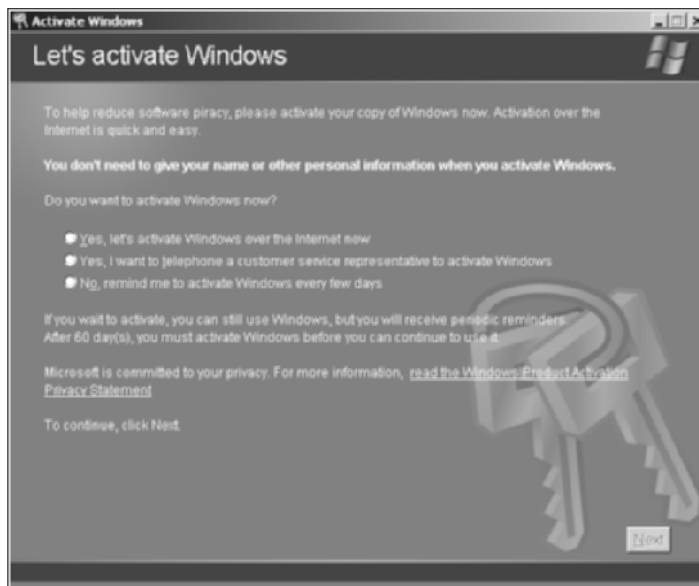 Activate Windows
Let's activate Windows
To help reduce software piracy, please activate your copy of Windows now. Activation over the
Internet is quick and easy.
You don't need to give your name or other personal information when you activate Windows.
Do you want to activate Windows now?
Yes, let's activate Windows over the Internet now
Yes, I want to telephone a customer service representative to activate Windows
No, remind me to activate Windows every few days
If you wait to activate, you can still use Windows, but you will receive periodic reminders.
After 60 day(s), you must activate Windows before you can continue to use it.
Microsoft is committed to your privacy. For more information, read the Windows Product Activation
Privacy Statement
To continue, click Next.
Next